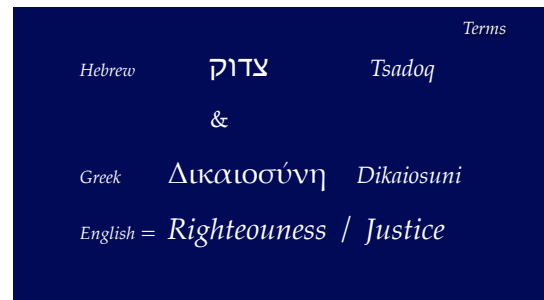 Terms
Hebrew צדוק Tsadoq
&
Greek Δικαιοσύνη Dikaiosuni
English = Righteouness / Justice